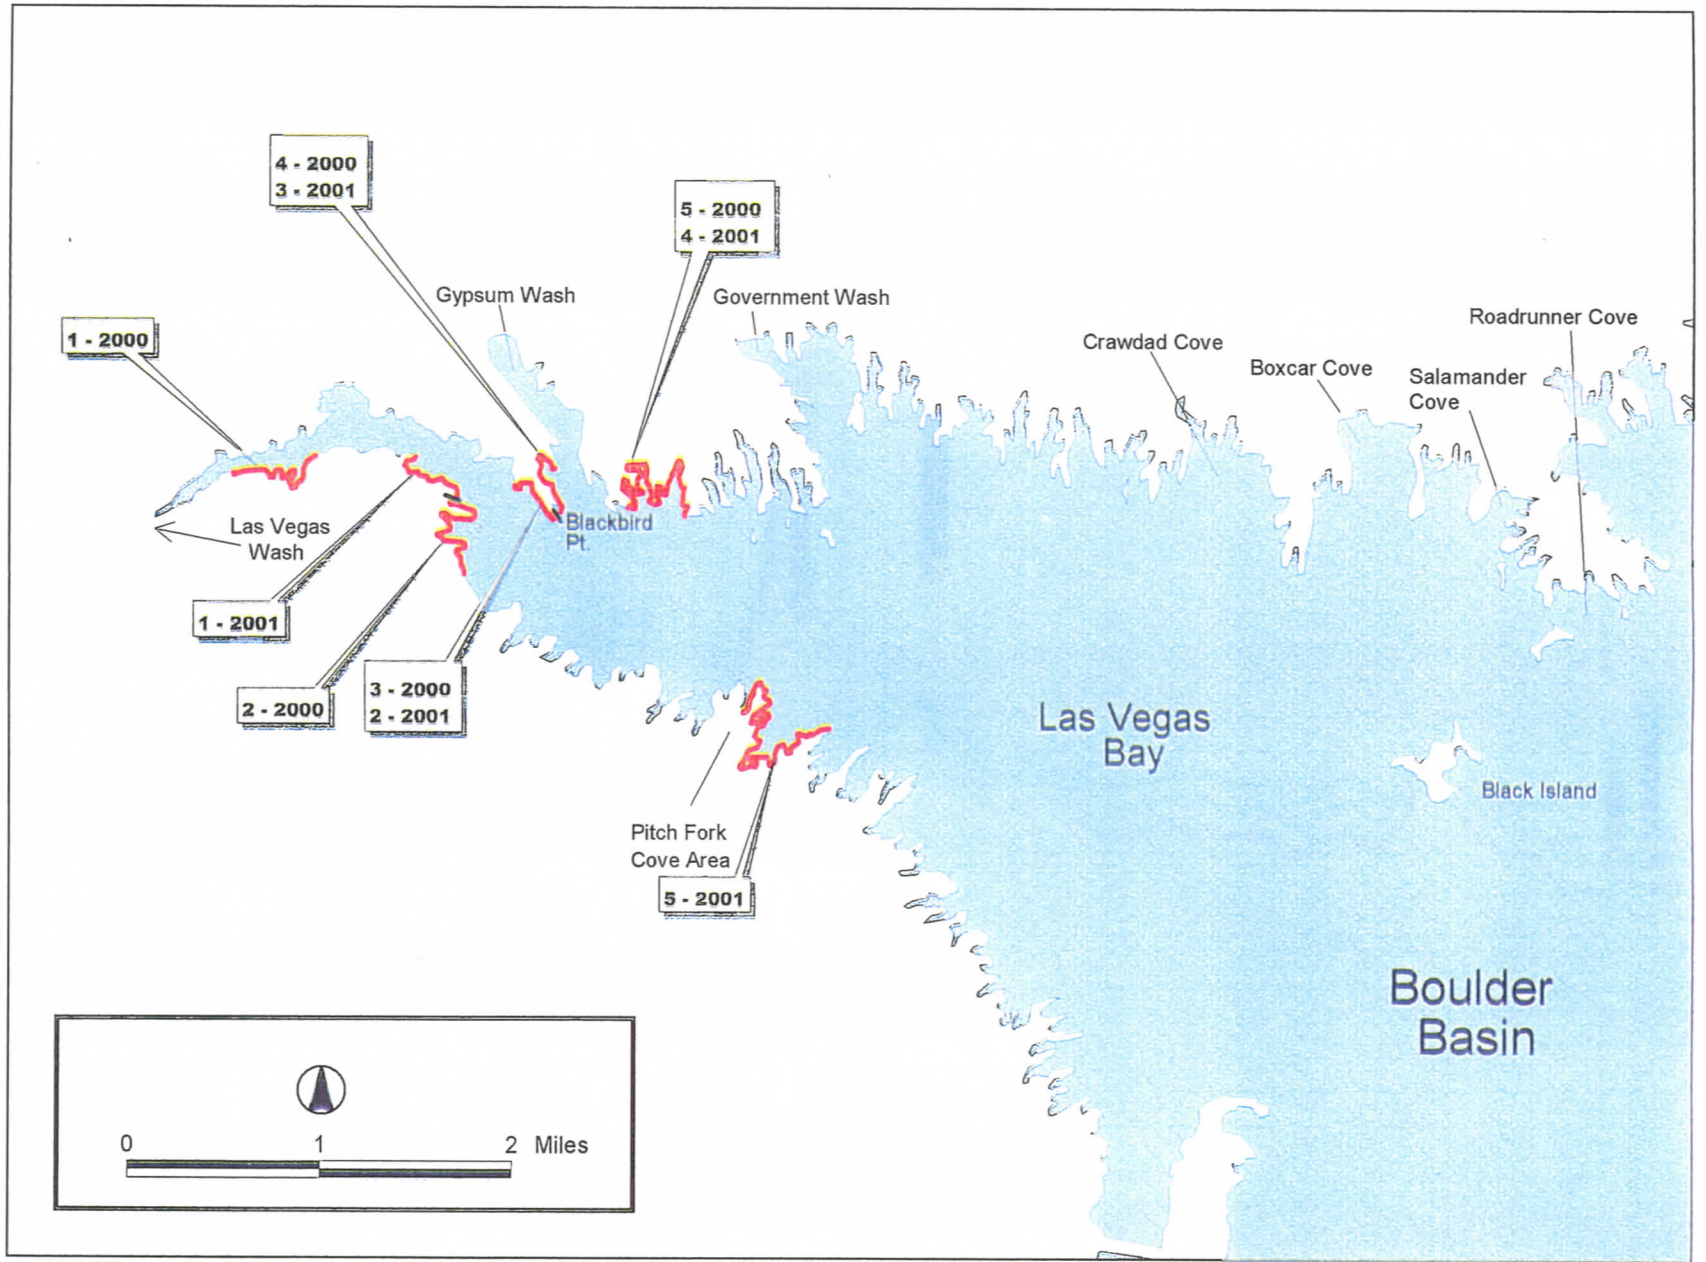 4 - 2000
3 - 2001
5 - 2000
4 - 2001
Gypsum Wash
Government Wash
Roadrunner Cove
1 - 2000
Crawdad Cove
Boxcar Cove
Salamander
Cove
Las Vegas
Wash
Blackbird
Pt.
1 - 2001
2 - 2000
3 - 2000
2 - 2001
Las Vegas
Bay
Black Island
Pitch Fork
Cove Area
5 - 2001
Boulder
Basin
0 1 2 Miles